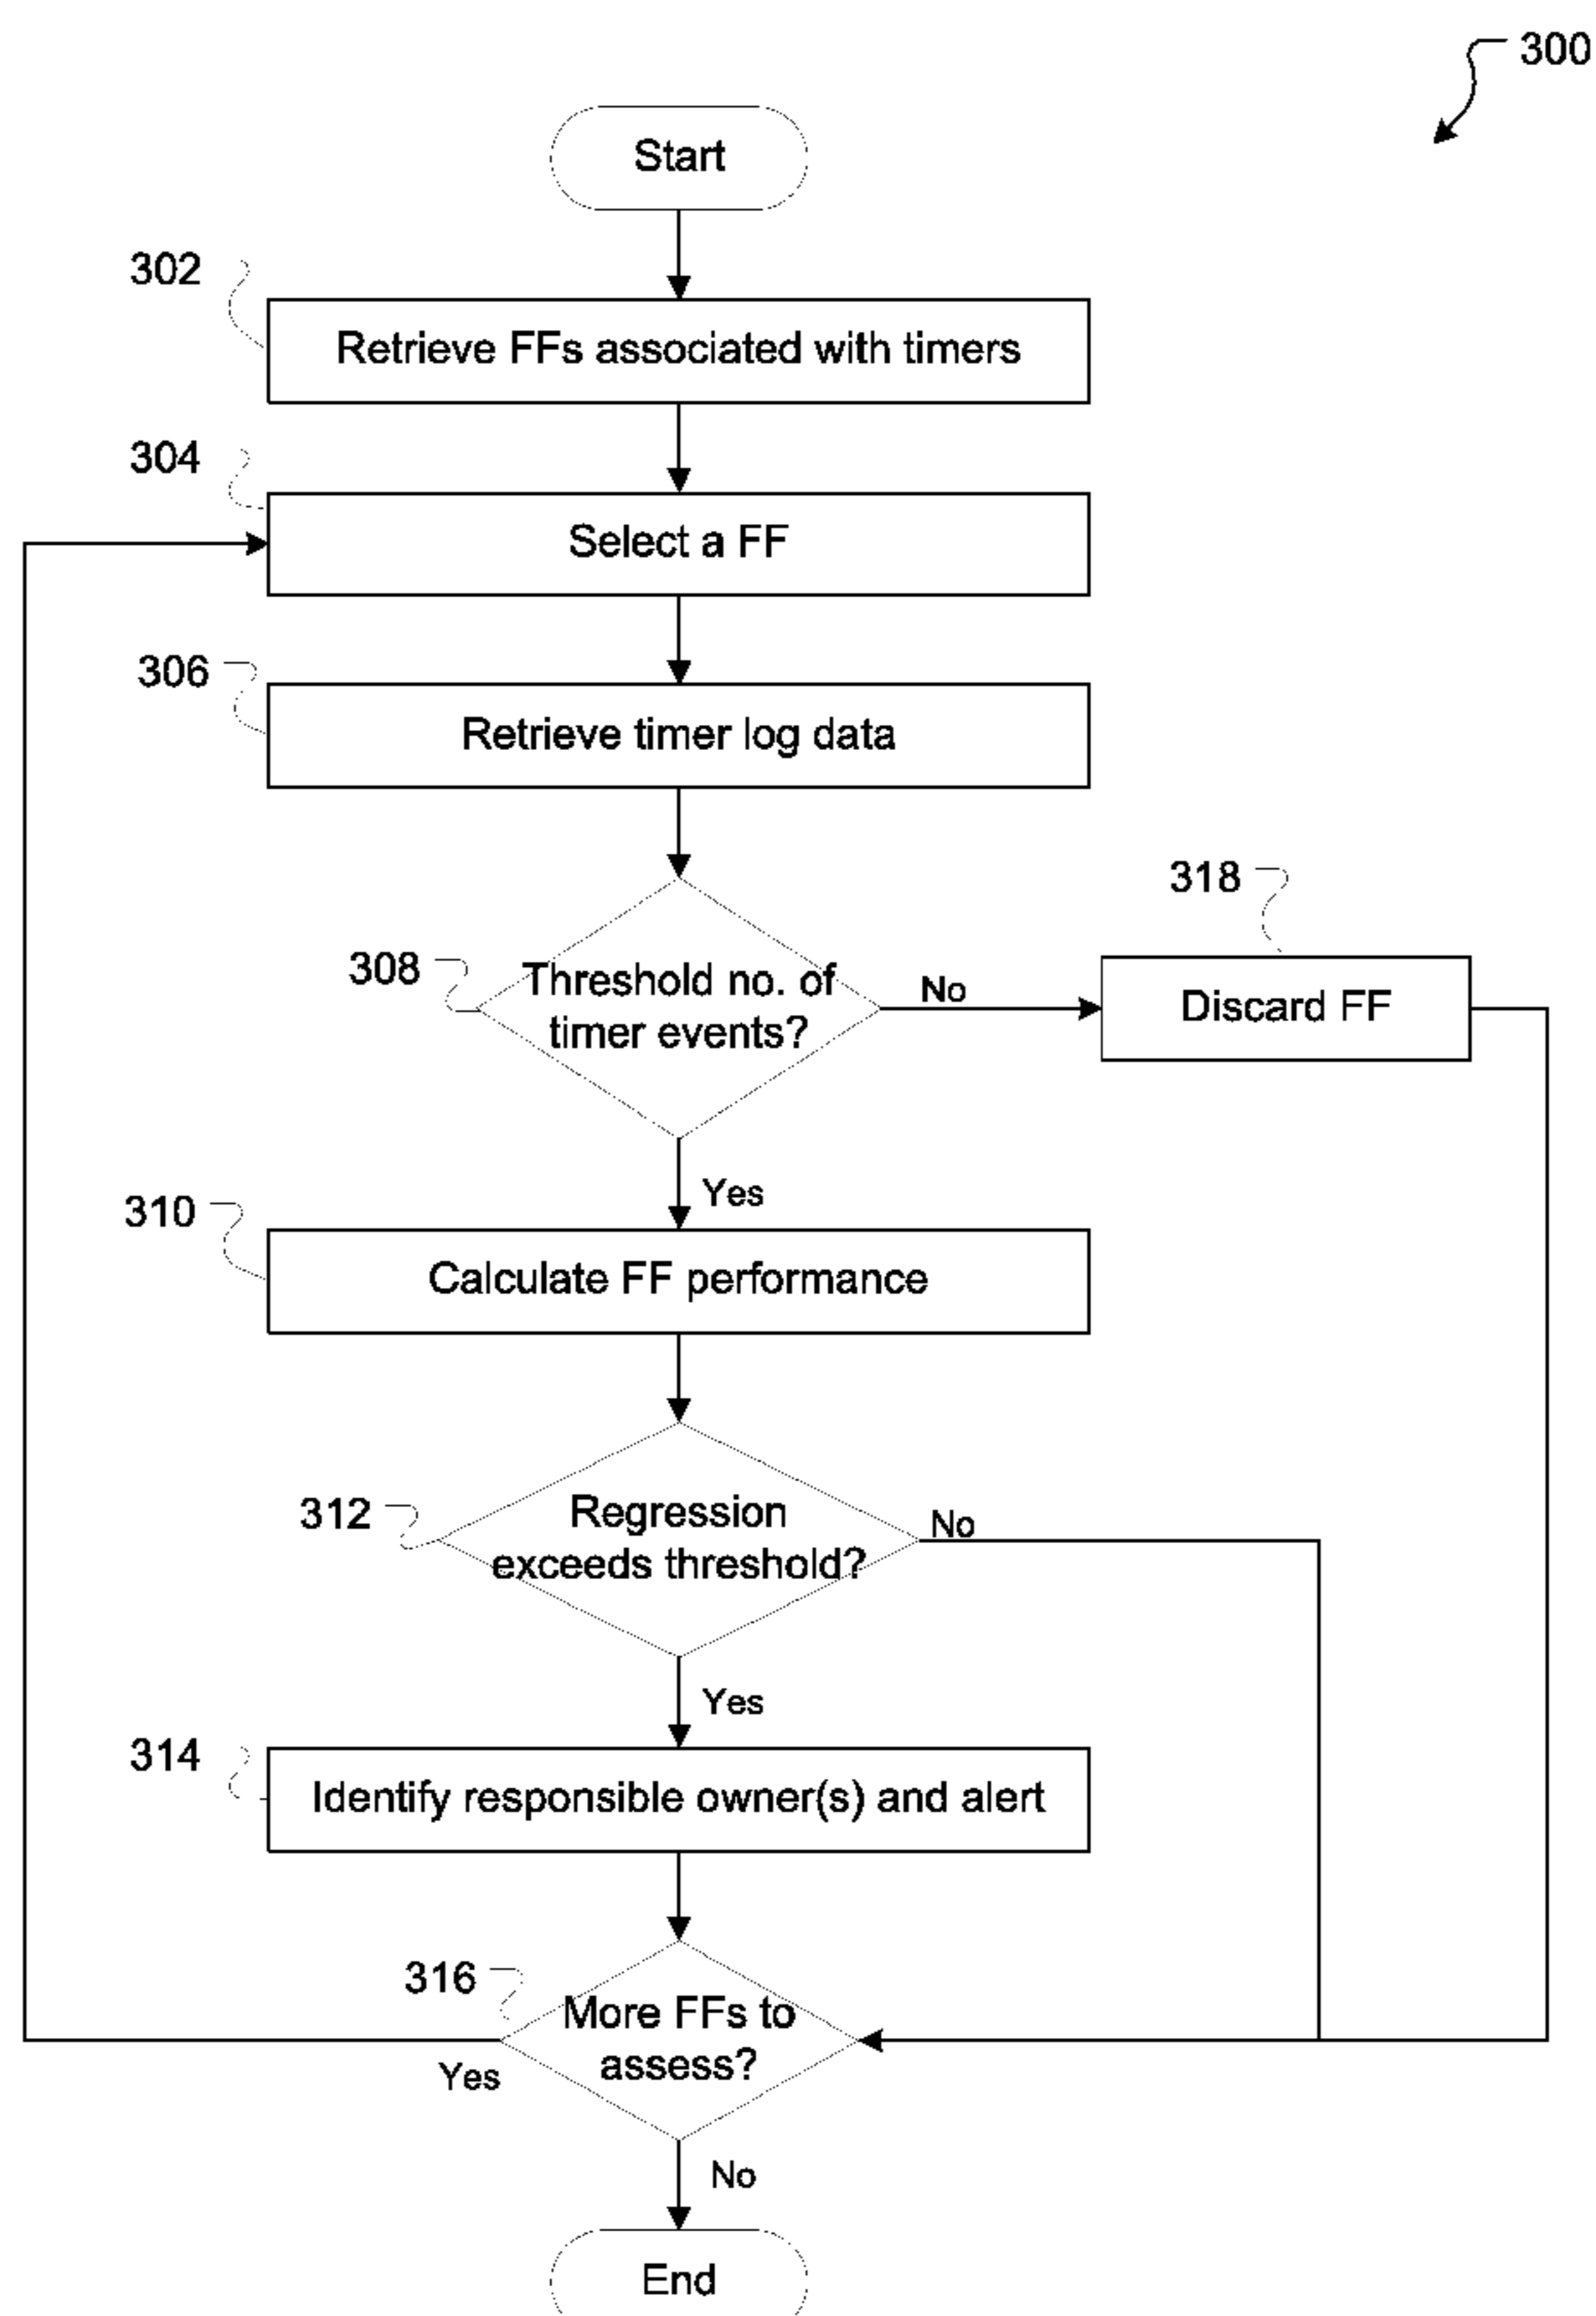 300
Start
302
Retrieve FFs associated with timers
304
Select a FF
306
Retrieve timer log data
318
308
Threshold no. of
timer events?
No
Discard FF
Yes
310
Calculate FF performance
312
Regression
exceeds threshold?
No
Yes
314
Identify responsible owner(s) and alert
316
More FFs to
assess?
Yes
No
End